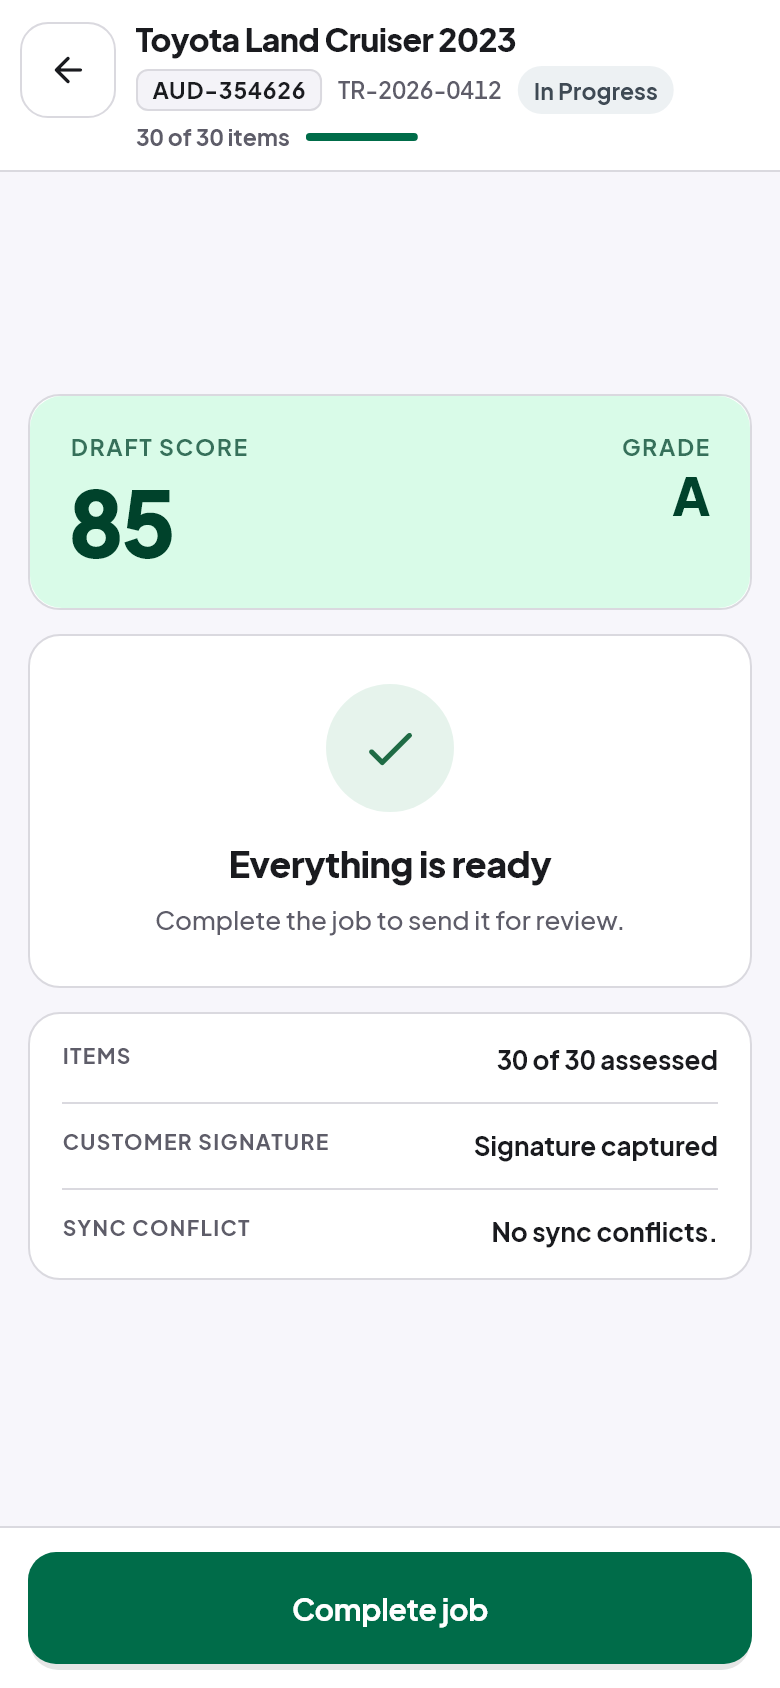 Toyota Land Cruiser 2023
AUD-354626 TR-2026-0412 In Progress
30 of 30 items
DRAFT SCORE GRADE
85 A
Everything is ready
Complete the job to send it for review.
ITEMS 30 of 30 assessed
CUSTOMER SIGNATURE Signature captured
SYNC CONFLICT No sync conflicts.
Complete job